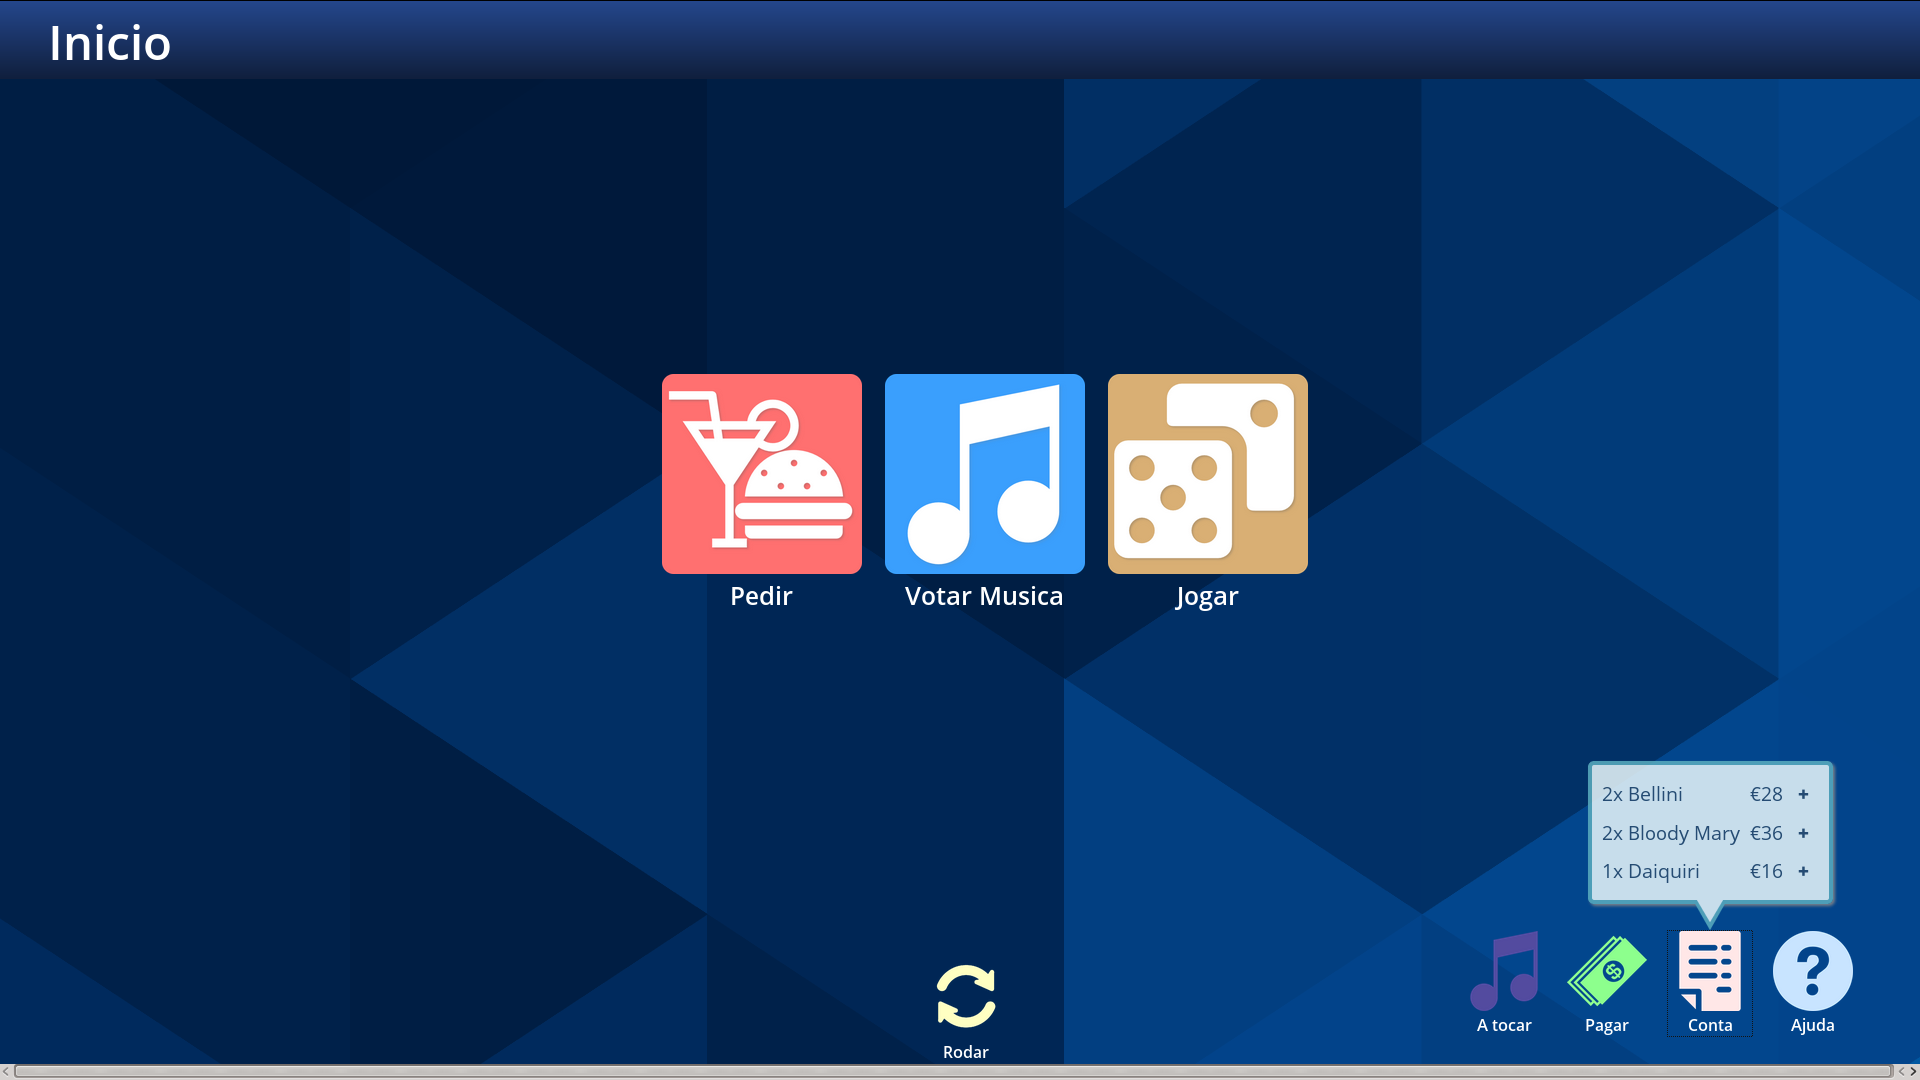 Inicio
Pedir
Votar Musica
Jogar
2x Bellini €28 +
2x Bloody Mary €36 +
1x Daiquiri €16 +
A tocar
Pagar
Conta
Ajuda
Rodar